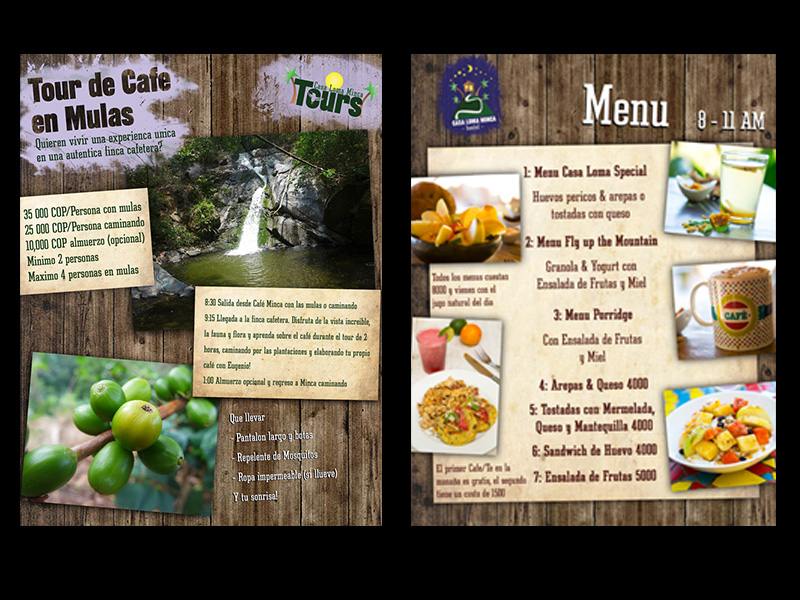 Tour de Cafe
en Mulas
Quieren vivir una experienca unica
en una autentica finca cafetera?
Casa Loma Minca
Tours
35 000 COP/Persona con mulas
25 000 COP/Persona caminando
10,000 COP almuerzo (opcional)
Minimo 2 personas
Maximo 4 personas en mulas
8:30 Salida desde Café Minca con las mulas o caminando
9:15 Llegada a la finca cafetera. Disfruta de la vista increible,
la fauna y flora y aprenda sobre el café durante el tour de 2
horas, caminando por las plantaciones y elaborando tu propio
café con Eugenio!
1:00 Almuerzo opcional y regreso a Minca caminando
Que llevar
- Pantalon largo y botas
- Repelente de Mosquitos
- Ropa impermeable (si llueve)
Y tu sonrisa!
CASA LOMA MINCA
hostel
Menu 8 - 11 AM
1: Menu Casa Loma Special
Huevos pericos & arepas o
tostadas con queso
2: Menu Fly up the Mountain
Granola & Yogurt con
Ensalada de Frutas y Miel
Todos los menus cuestan
8000 y vienen con el
jugo natural del dia
3: Menu Porridge
Con Ensalada de Frutas
y Miel
CAFÉ
4: Arepas & Queso 4000
5: Tostadas con Mermelada,
Queso y Mantequilla 4000
6: Sandwich de Huevo 4000
7: Ensalada de Frutas 5000
El primer Cafe/Te en la
mañana es gratis, el segundo
tiene un costo de 1500